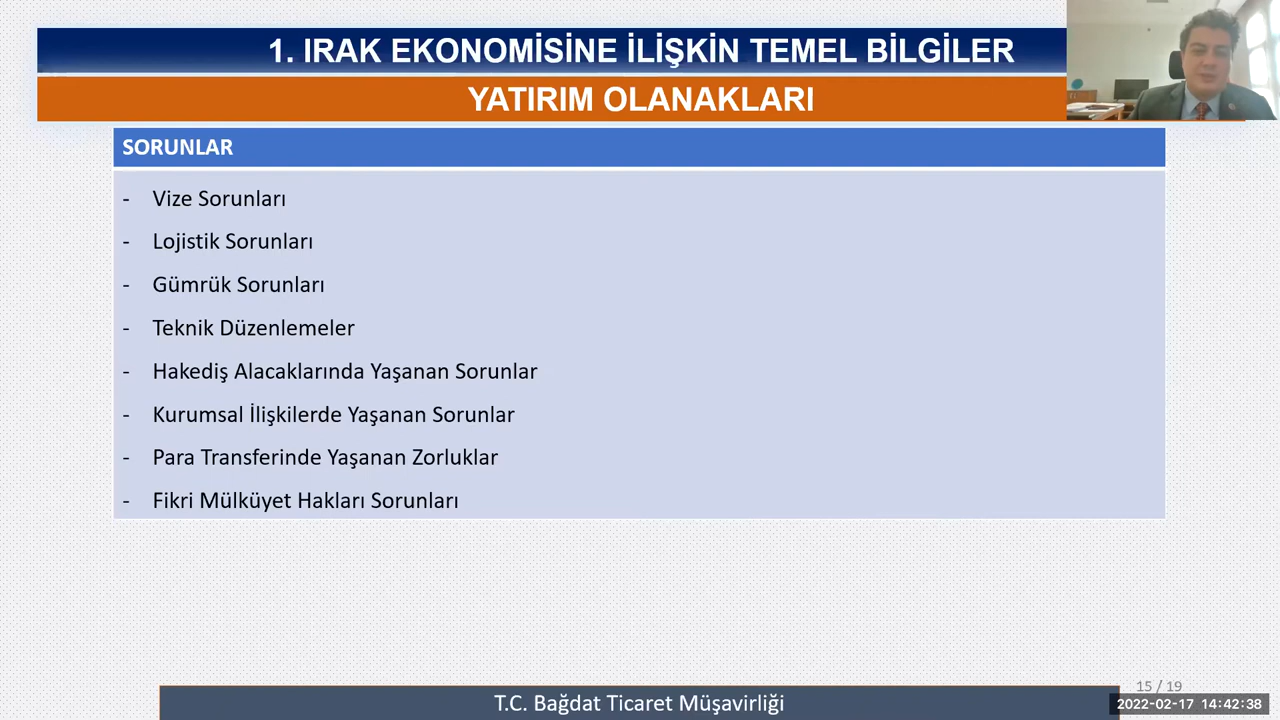 1. IRAK EKONOMİSİNE İLİŞKİN TEMEL BİLGİLER
YATIRIM OLANAKLARI
SORUNLAR
- Vize Sorunları
- Lojistik Sorunları
- Gümrük Sorunları
- Teknik Düzenlemeler
- Hakediş Alacaklarında Yaşanan Sorunlar
- Kurumsal İlişkilerde Yaşanan Sorunlar
- Para Transferinde Yaşanan Zorluklar
- Fikri Mülküyet Hakları Sorunları
15 / 19
T.C. Bağdat Ticaret Müşavirliği
2022-02-17 14:42:38